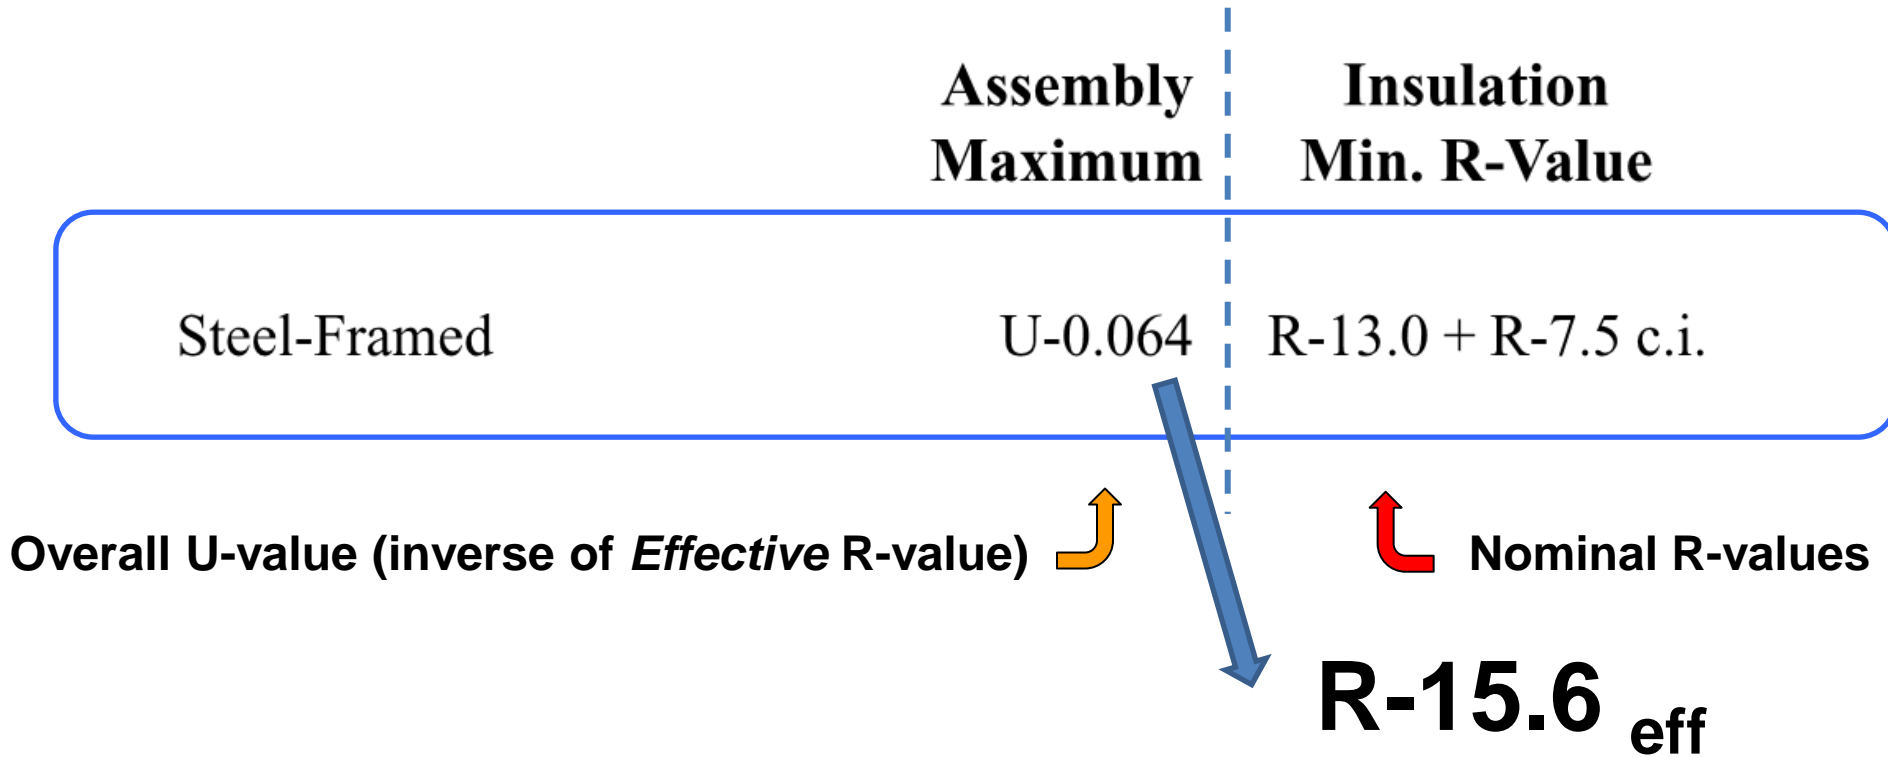 Assembly Maximum
Insulation Min. R-Value
Steel-Framed U-0.064 R-13.0 + R-7.5 c.i.
Overall U-value (inverse of Effective R-value)
Nominal R-values
R-15.6 eff